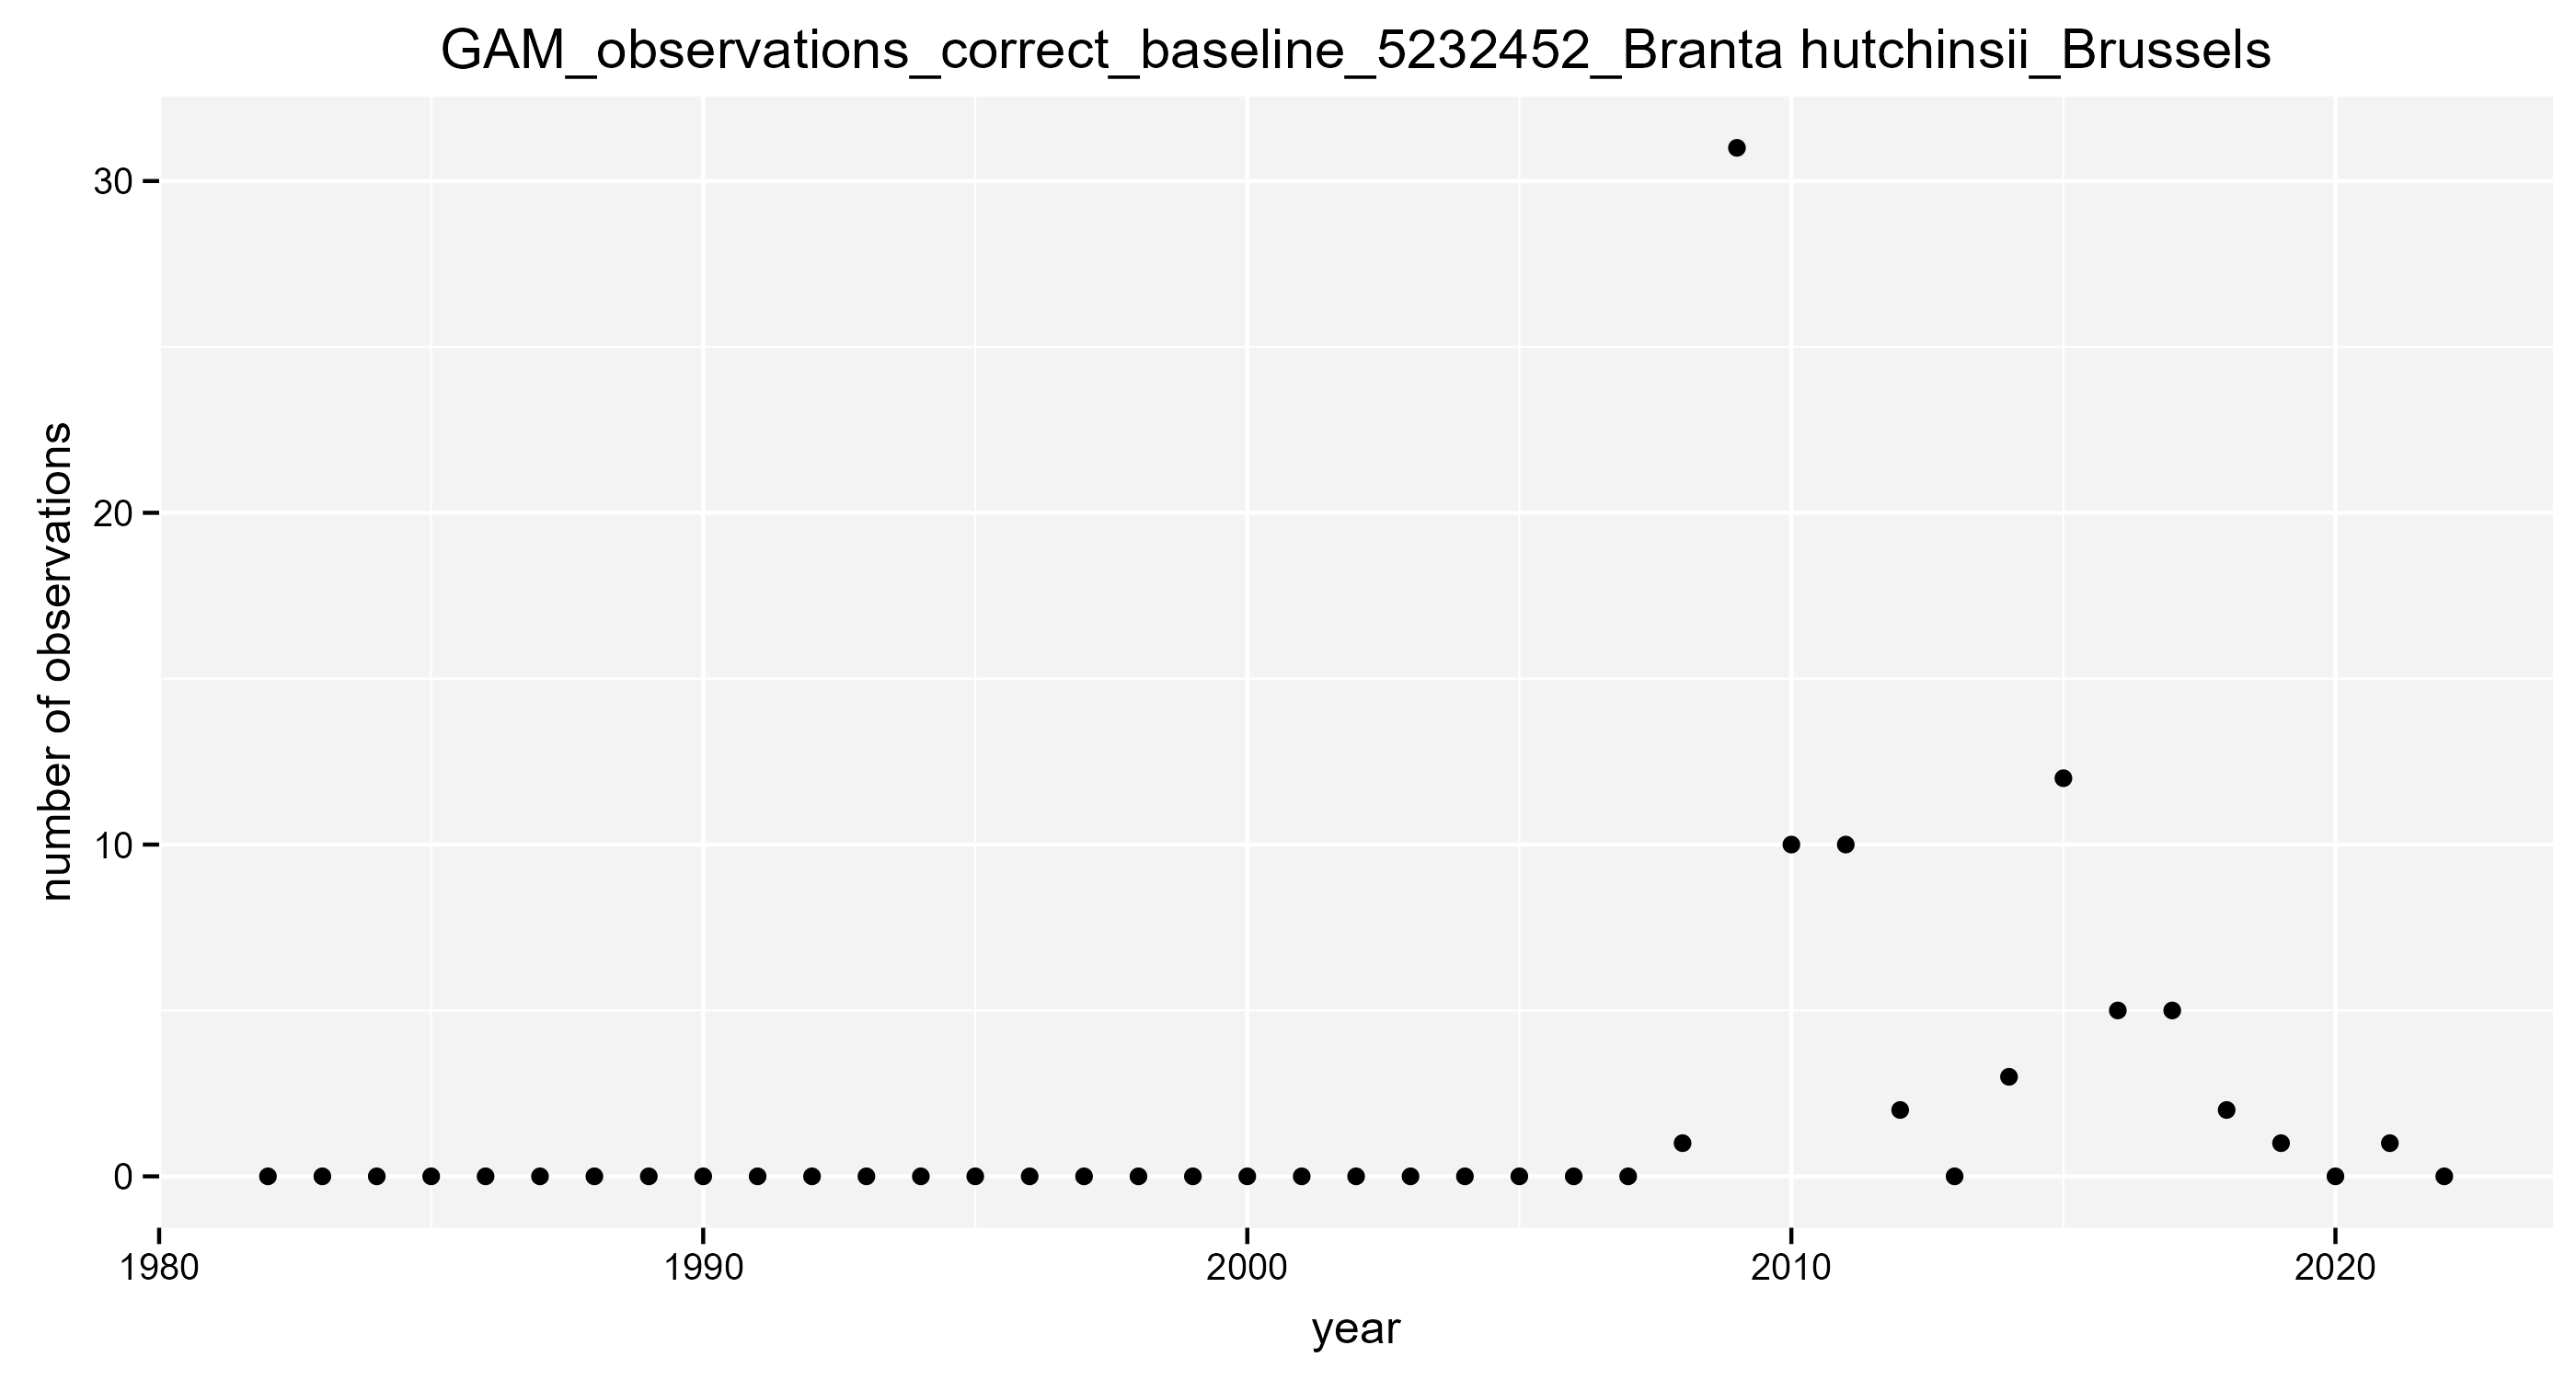 GAM_observations_correct_baseline_5232452_Branta hutchinsii_Brussels
number of observations
30
20
10
0
1980 1990 2000 2010 2020
year